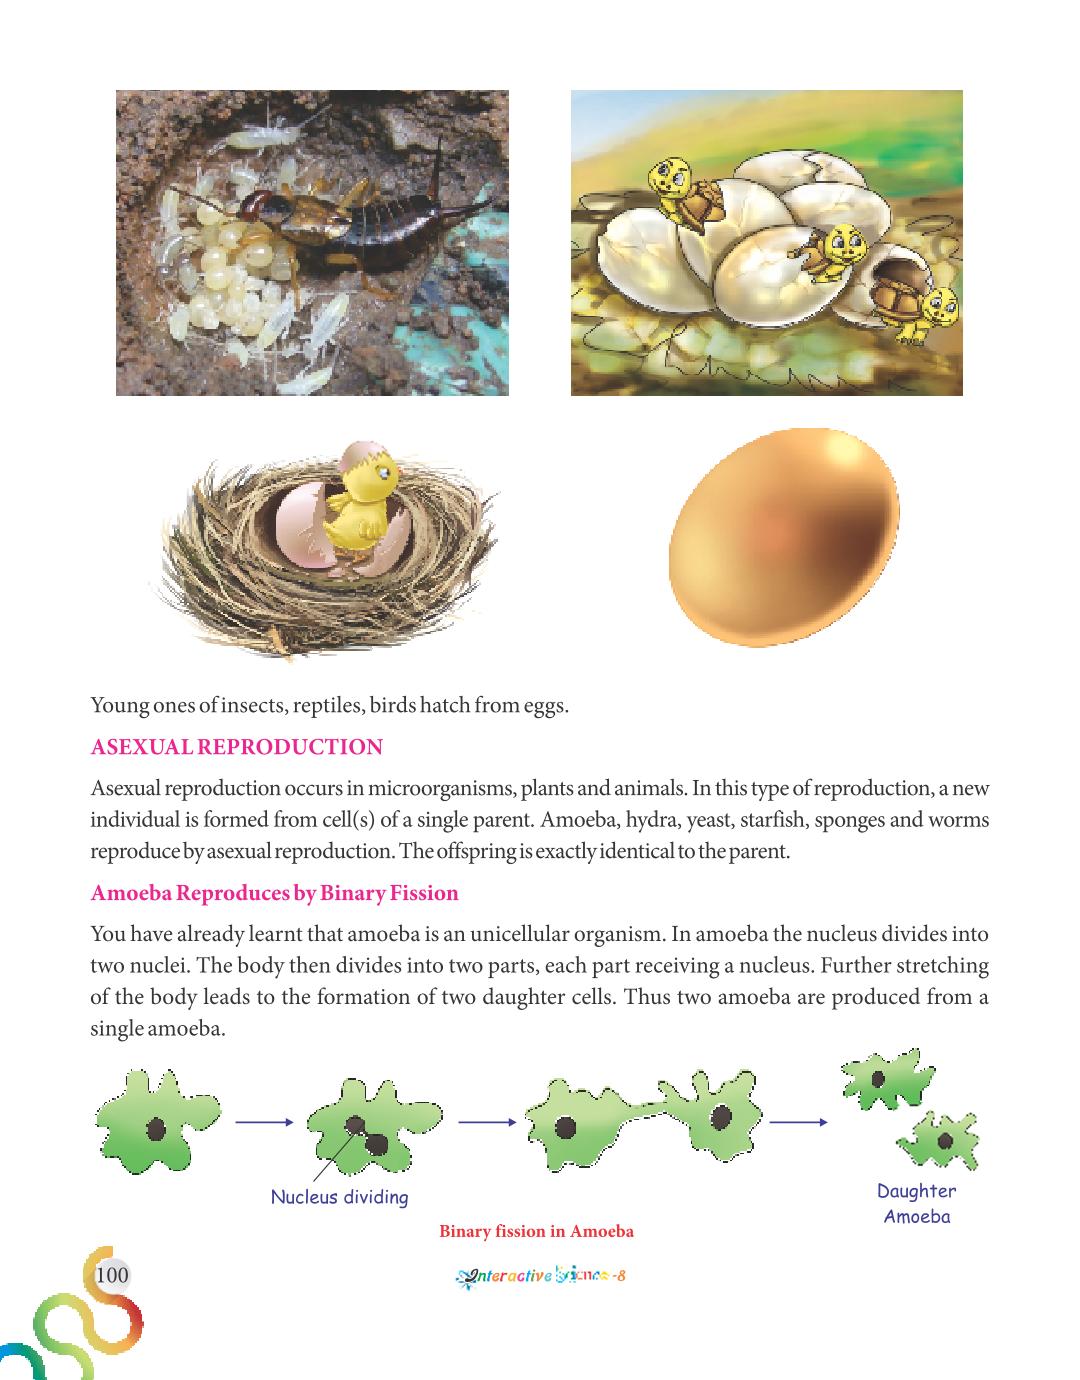 Young ones of insects, reptiles, birds hatch from eggs.
ASEXUAL REPRODUCTION
Asexual reproduction occurs in microorganisms, plants and animals. In this type of reproduction, a new
individual is formed from cell(s) of a single parent. Amoeba, hydra, yeast, starfish, sponges and worms
reproduce by asexual reproduction. The offspring is exactly identical to the parent.
Amoeba Reproduces by Binary Fission
You have already learnt that amoeba is an unicellular organism. In amoeba the nucleus divides into
two nuclei. The body then divides into two parts, each part receiving a nucleus. Further stretching
of the body leads to the formation of two daughter cells. Thus two amoeba are produced from a
single amoeba.
Nucleus dividing
Daughter
Amoeba
Binary fission in Amoeba
100
Interactive Science -8